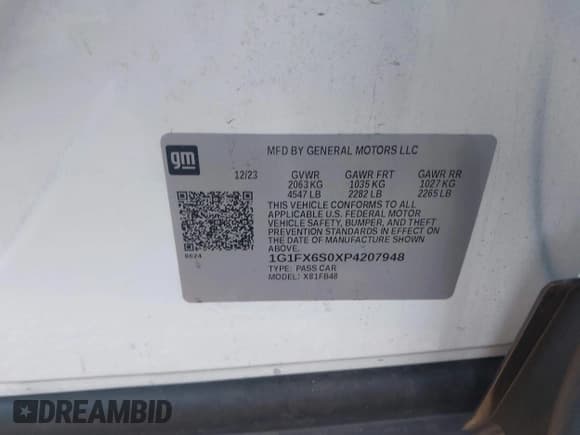 gm
MFD BY GENERAL MOTORS LLC
12/23 GVWR GAWR FRT GAWR RR
2063 KG 1035 KG 1027 KG
4547 LB 2282 LB 2265 LB
THIS VEHICLE CONFORMS TO ALL
APPLICABLE U.S. FEDERAL MOTOR
VEHICLE SAFETY, BUMPER, AND THEFT
PREVENTION STANDARDS IN EFFECT ON
THE DATE OF MANUFACTURE SHOWN
ABOVE.
1G1FX6S0XP4207948
TYPE: PASS CAR
MODEL: X81FB48
DREAMBID